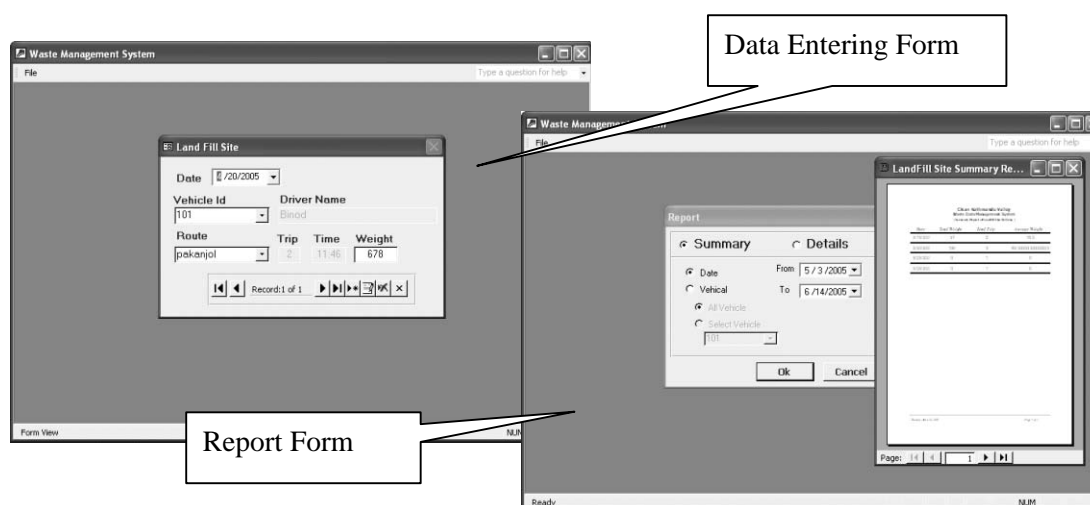 Data Entering Form
Waste Management System
File
Type a question for help
Land Fill Site
Date /20/2005
Vehicle Id Driver Name
101 Binod
Route Trip Time Weight
pakanjol 2 11:46 678
Record:1 of 1
Form View NUM
Report Form
Waste Management System
File
Type a question for help
Report
Summary Details
Date From 5 / 3 /2005
Vehical To 6 /14/2005
All Vehicle
Select Vehicle
101
Ok Cancel
LandFill Site Summary Re...
Page: 1
Ready NUM